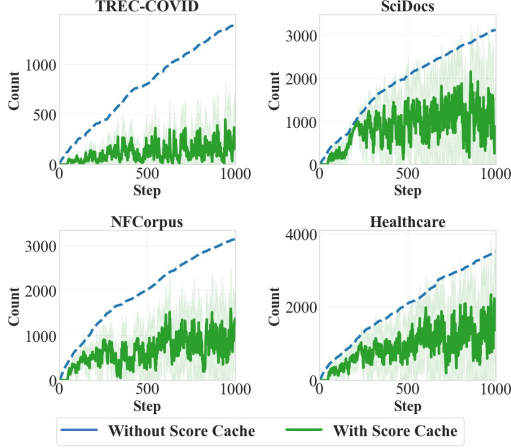 TREC-COVID
SciDocs
Count
1000
500
0
0
500
1000
Step
Count
3000
2000
1000
0
0
500
1000
Step
NFCorpus
Healthcare
Count
3000
2000
1000
0
0
500
1000
Step
Count
4000
2000
0
0
500
1000
Step
Without Score Cache
With Score Cache